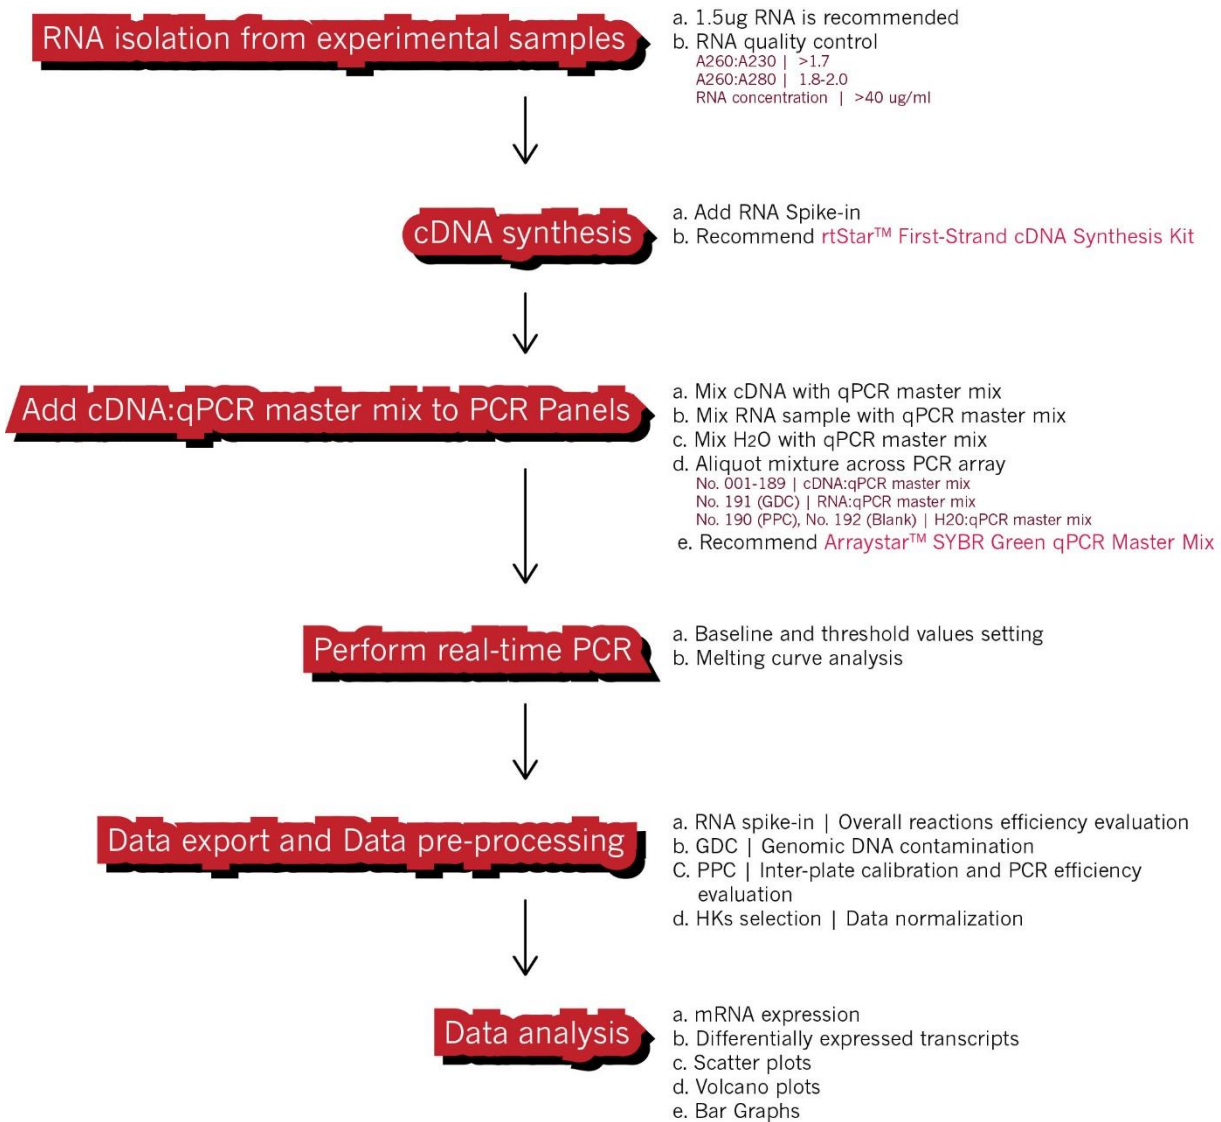 RNA isolation from experimental samples
a. 1.5ug RNA is recommended
b. RNA quality control
A260:A230 | >1.7
A260:A280 | 1.8-2.0
RNA concentration | >40 ug/ml
cDNA synthesis
a. Add RNA Spike-in
b. Recommend rtStar™ First-Strand cDNA Synthesis Kit
Add cDNA:qPCR master mix to PCR Panels
a. Mix cDNA with qPCR master mix
b. Mix RNA sample with qPCR master mix
c. Mix H2O with qPCR master mix
d. Aliquot mixture across PCR array
No. 001-189 | cDNA:qPCR master mix
No. 191 (GDC) | RNA:qPCR master mix
No. 190 (PPC), No. 192 (Blank) | H20:qPCR master mix
e. Recommend Arraystar™ SYBR Green qPCR Master Mix
Perform real-time PCR
a. Baseline and threshold values setting
b. Melting curve analysis
Data export and Data pre-processing
a. RNA spike-in | Overall reactions efficiency evaluation
b. GDC | Genomic DNA contamination
C. PPC | Inter-plate calibration and PCR efficiency
evaluation
d. HKs selection | Data normalization
Data analysis
a. mRNA expression
b. Differentially expressed transcripts
c. Scatter plots
d. Volcano plots
e. Bar Graphs